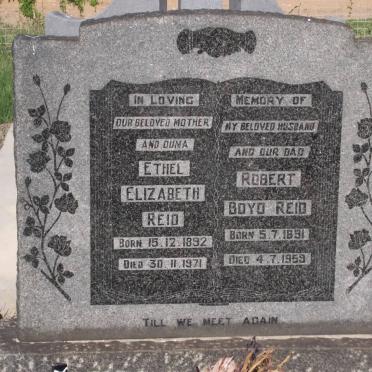 IN LOVING
OUR BELOVED MOTHER
AND OUMA
ETHEL
ELIZABETH
REID
BORN 15.12.1892
DIED 30.11.1971
MEMORY OF
MY BELOVED HUSBAND
AND OUR DAD
ROBERT
BOYD REID
BORN 5.7.1891
DIED 4.7.1959
TILL WE MEET AGAIN